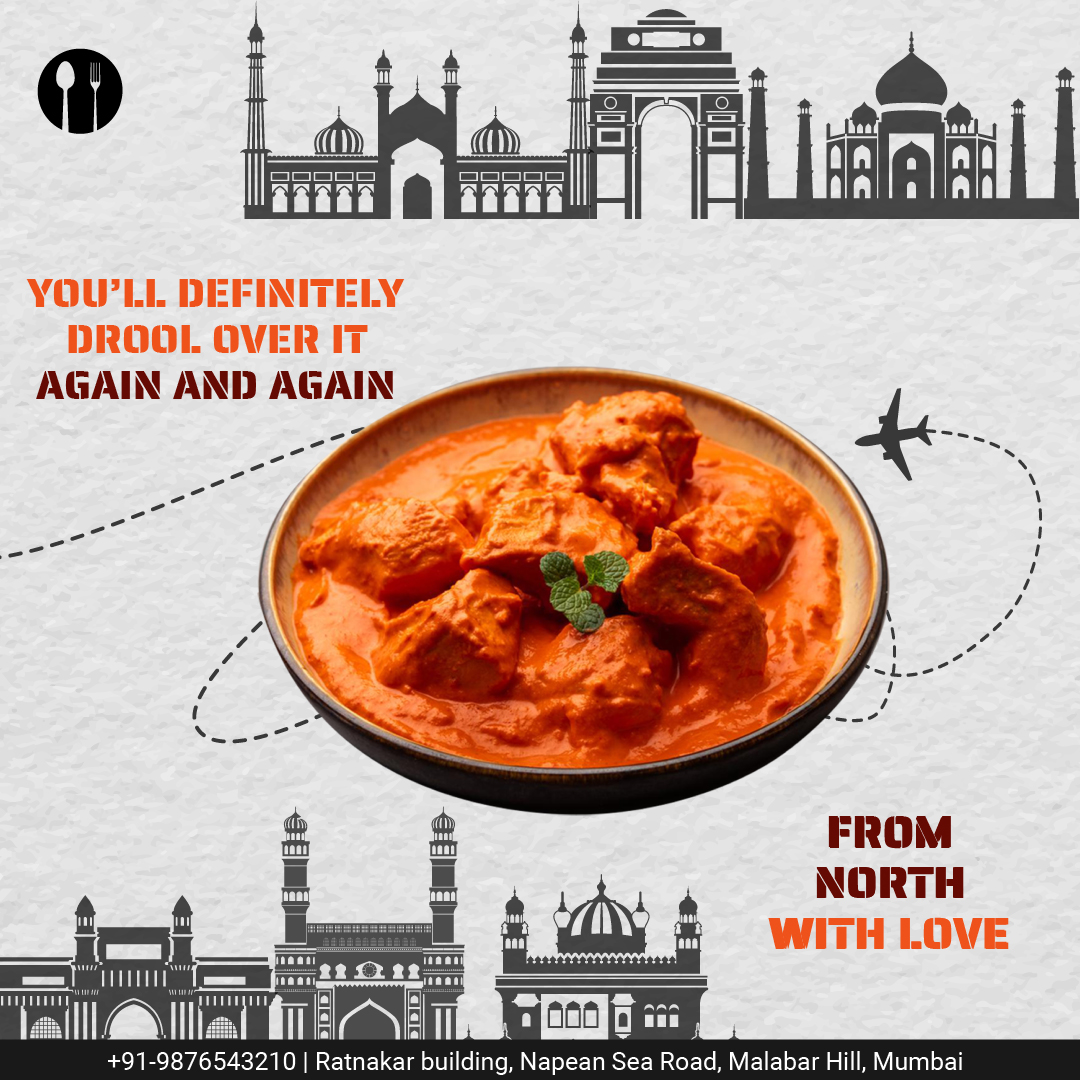 YOU'LL DEFINITELY
DROOL OVER IT
AGAIN AND AGAIN
FROM
NORTH
WITH LOVE
+91-9876543210 | Ratnakar building, Napean Sea Road, Malabar Hill, Mumbai